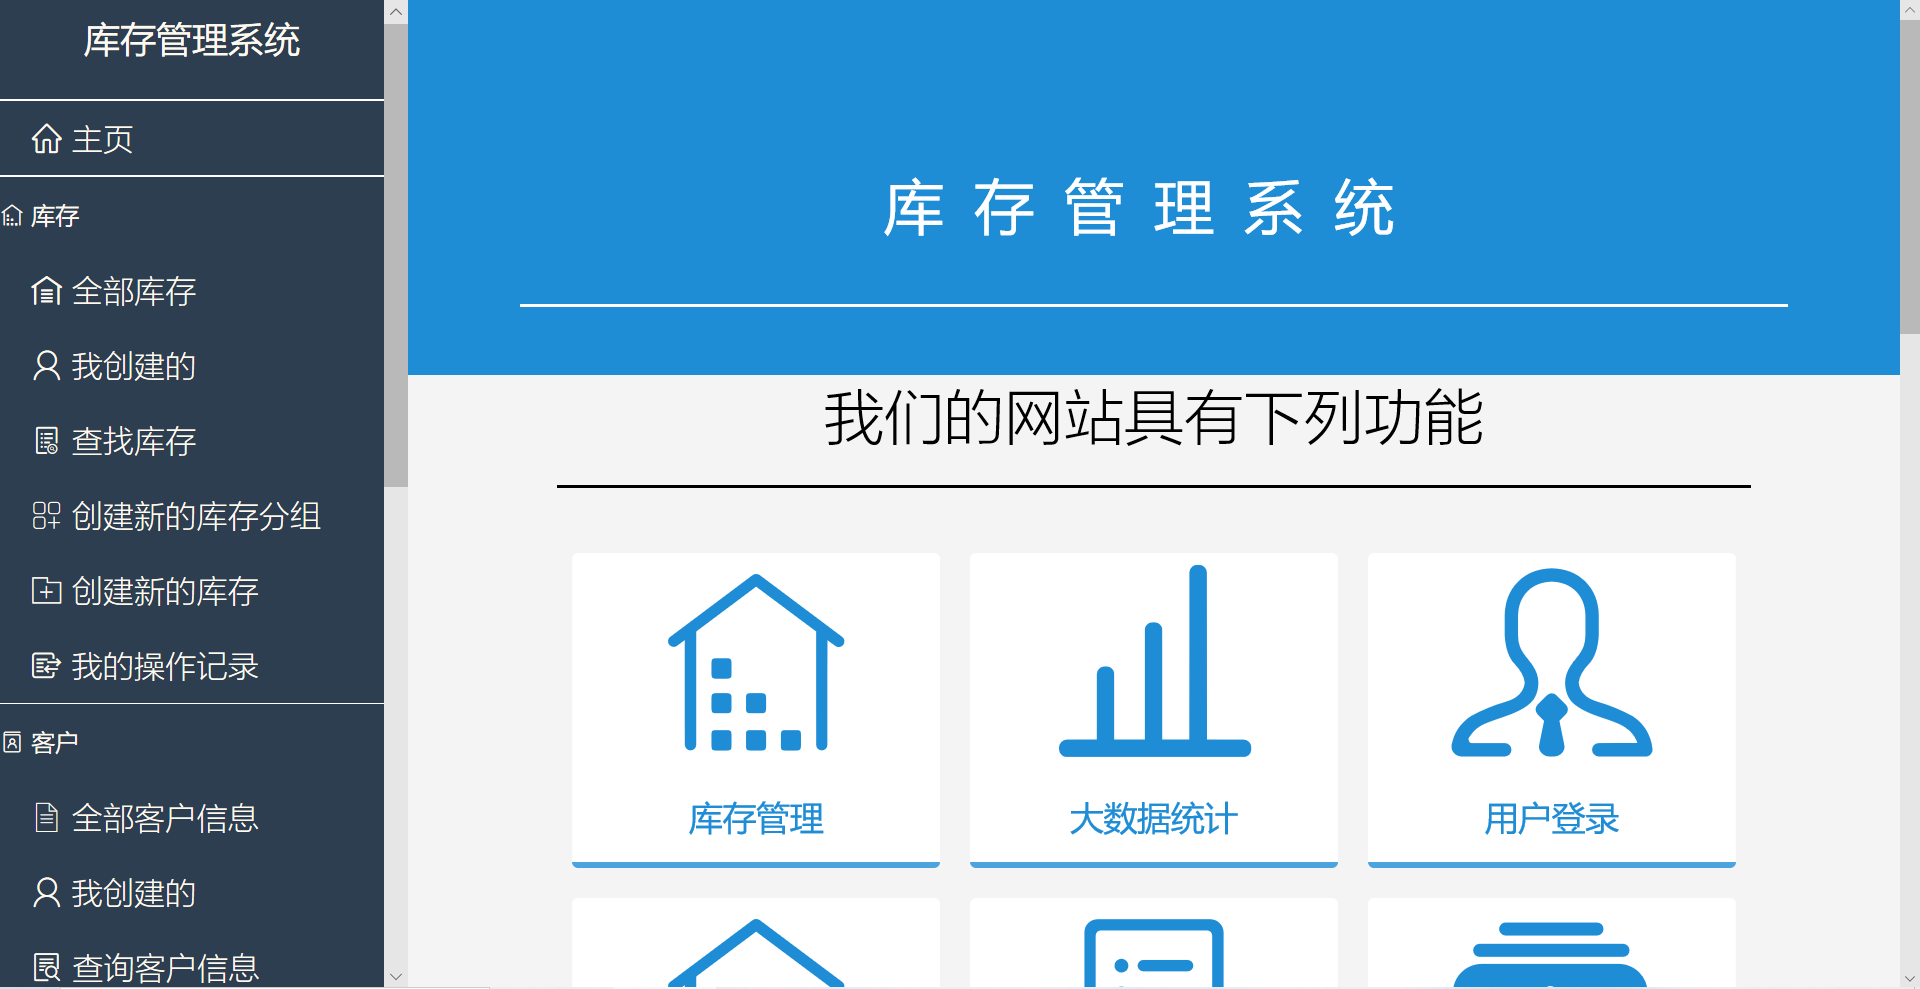 库存管理系统
主页
库存
全部库存
我创建的
查找库存
创建新的库存分组
创建新的库存
我的操作记录
客户
全部客户信息
我创建的
查询客户信息
库存管理系统
我们的网站具有下列功能
库存管理
大数据统计
用户登录